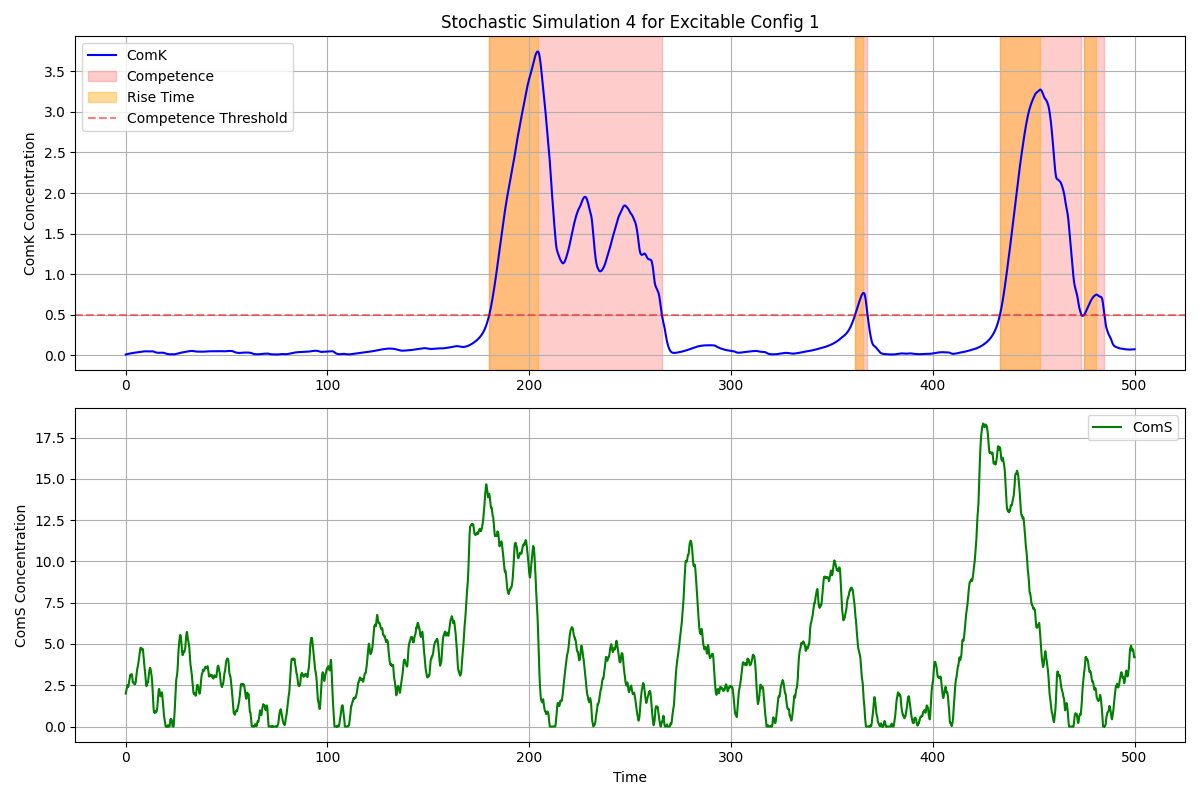 Stochastic Simulation 4 for Excitable Config 1
ComK
Competence
Rise Time
Competence Threshold
ComK Concentration
3.5
3.0
2.5
2.0
1.5
1.0
0.5
0.0
0 100 200 300 400 500
ComS
ComS Concentration
17.5
15.0
12.5
10.0
7.5
5.0
2.5
0.0
0 100 200 300 400 500
Time